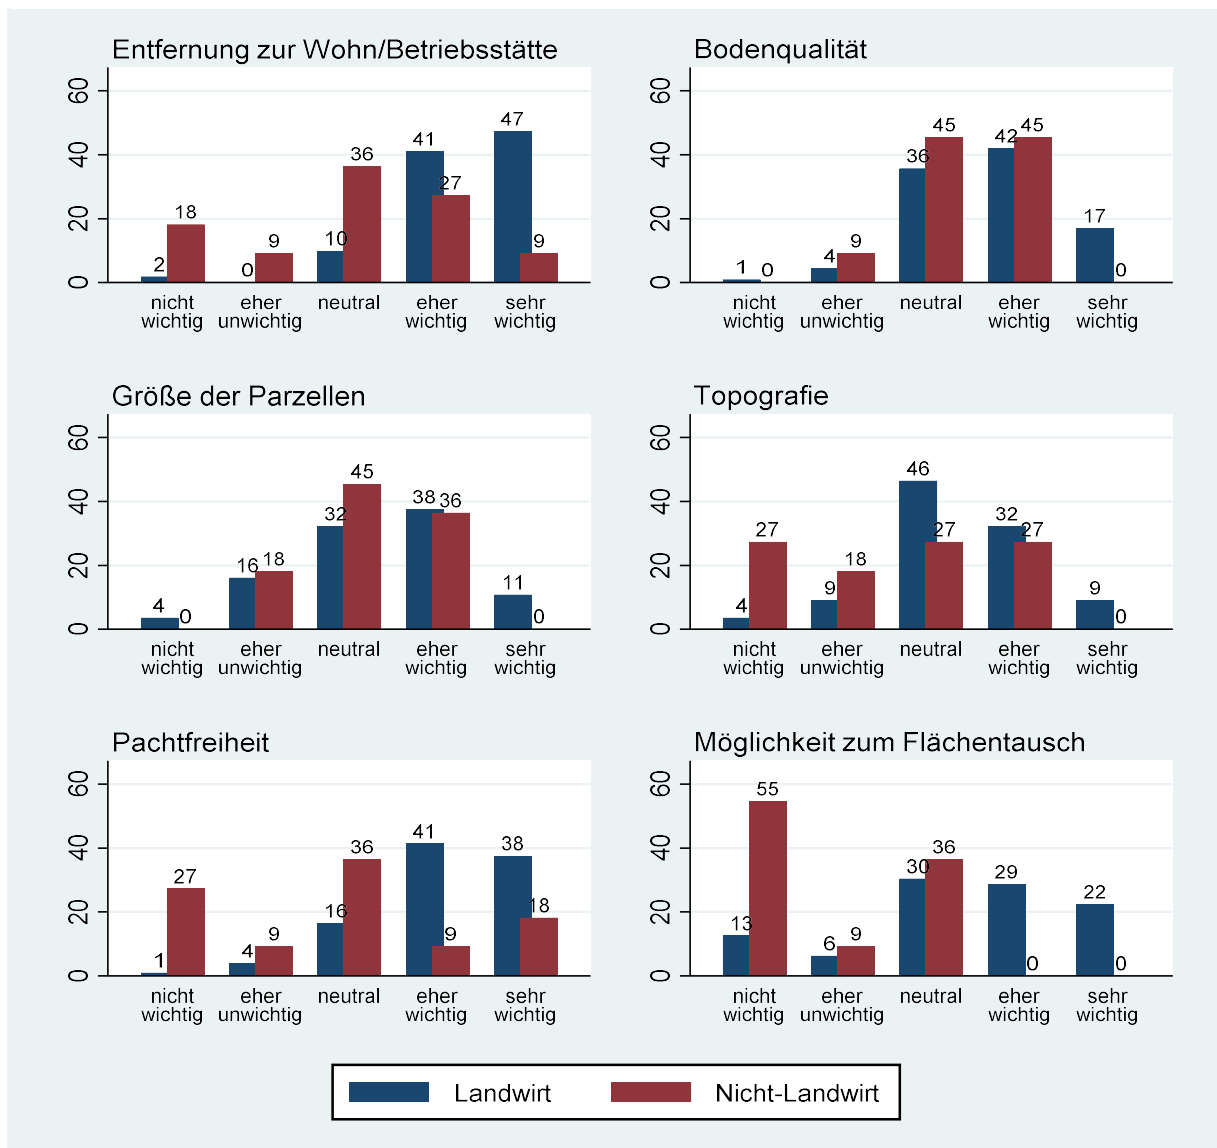 Entfernung zur Wohn/Betriebsstätte
60
40
20
0
2 18 0 9 10 36 41 27 47 9
nicht eher neutral eher sehr
wichtig unwichtig wichtig wichtig
Bodenqualität
60
40
20
0
1 0 4 9 36 45 42 45 17 0
nicht eher neutral eher sehr
wichtig unwichtig wichtig wichtig
Größe der Parzellen
60
40
20
0
4 0 16 18 32 45 38 36 11 0
nicht eher neutral eher sehr
wichtig unwichtig wichtig wichtig
Topografie
60
40
20
0
4 27 9 18 46 27 32 27 9 0
nicht eher neutral eher sehr
wichtig unwichtig wichtig wichtig
Pachtfreiheit
60
40
20
0
1 27 4 9 16 36 41 9 38 18
nicht eher neutral eher sehr
wichtig unwichtig wichtig wichtig
Möglichkeit zum Flächentausch
60
40
20
0
13 55 6 9 30 36 29 0 22 0
nicht eher neutral eher sehr
wichtig unwichtig wichtig wichtig
Landwirt Nicht-Landwirt